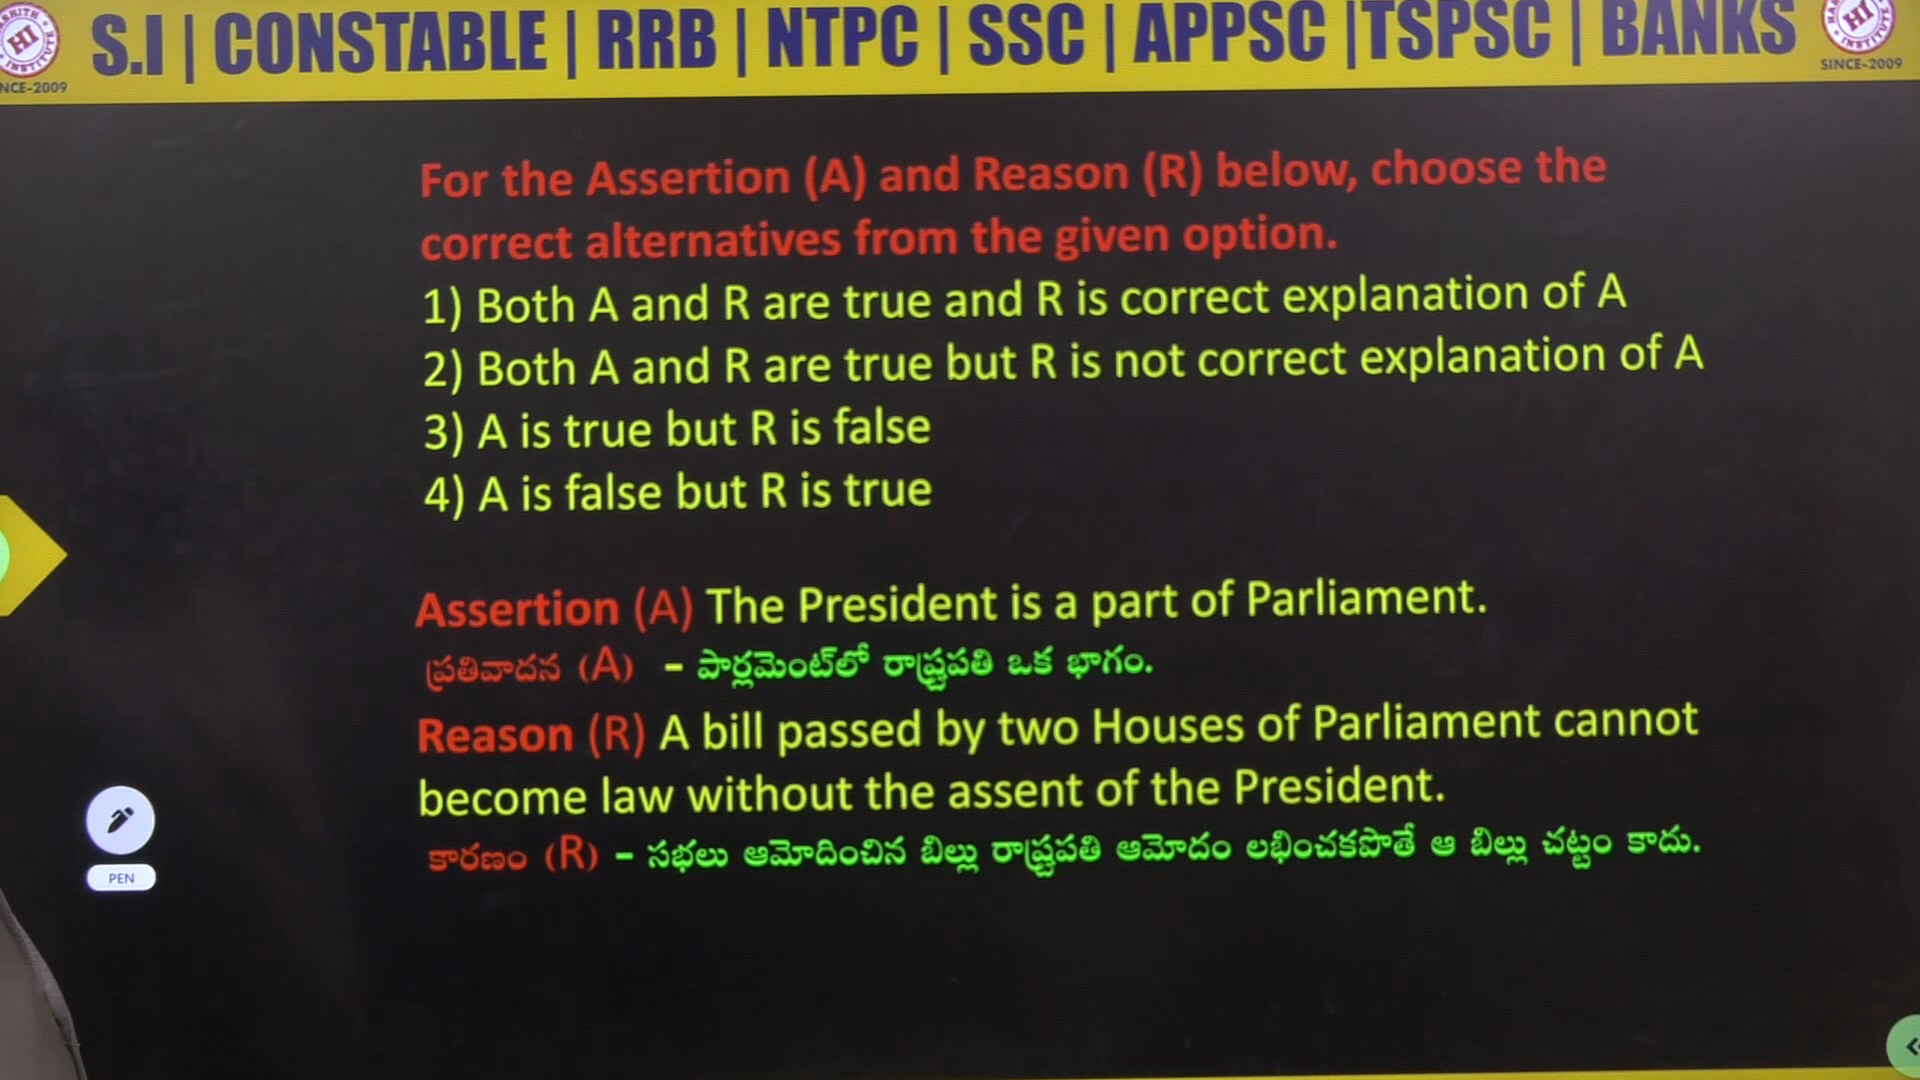 S.I | CONSTABLE | RRB | NTPC | SSC | APPSC | TSPSC | BANKS
HI
NCE-2009
HI
SINCE-2009
For the Assertion (A) and Reason (R) below, choose the
correct alternatives from the given option.
1) Both A and R are true and R is correct explanation of A
2) Both A and R are true but R is not correct explanation of A
3) A is true but R is false
4) A is false but R is true
Assertion (A) The President is a part of Parliament.
ప్రతివాదన (A) – పార్లమెంట్‌లో రాష్ట్రపతి ఒక భాగం.
Reason (R) A bill passed by two Houses of Parliament cannot
become law without the assent of the President.
కారణం (R) – సభలు ఆమోదించిన బిల్లు రాష్ట్రపతి ఆమోదం లభించకపొతే ఆ బిల్లు చట్టం కాదు.
PEN